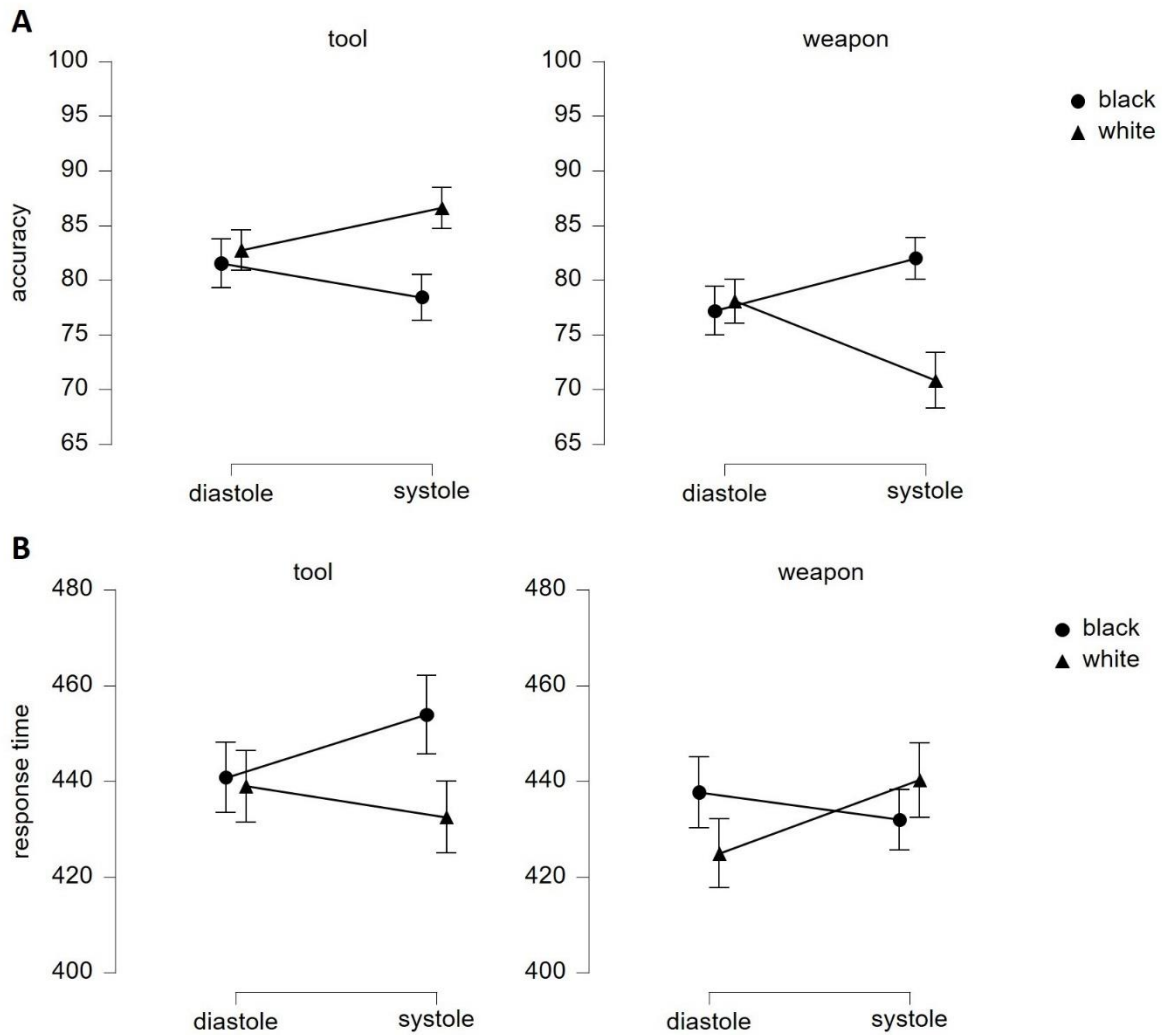 A
tool
weapon
100
95
90
85
80
75
70
65
accuracy
diastole
systole
100
95
90
85
80
75
70
65
diastole
systole
black
white
B
tool
weapon
480
460
440
420
400
response time
diastole
systole
480
460
440
420
400
diastole
systole
black
white